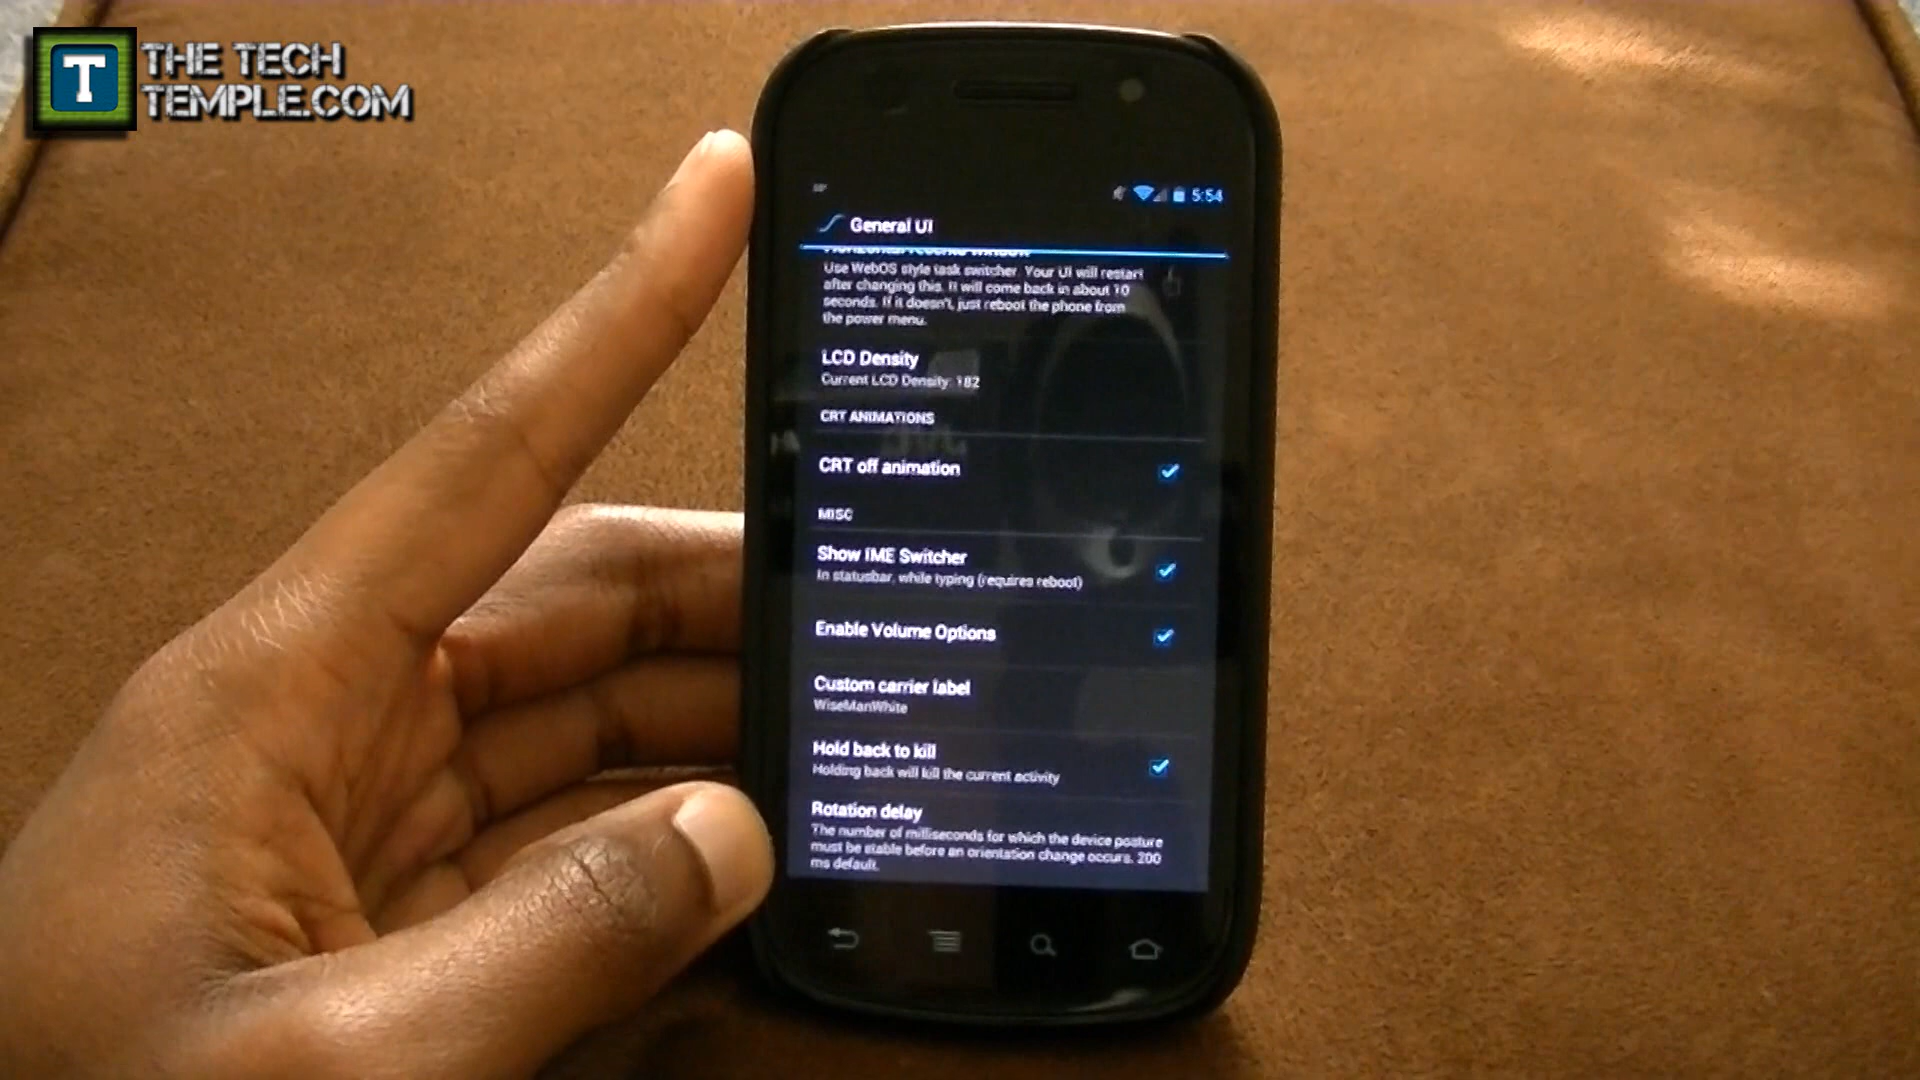 T THE TECH
TEMPLE.COM
5:54
General UI
Horizontal recents window
Use WebOS style task switcher. Your UI will restart
after changing this. It will come back in about 10
seconds. If it doesn't, just reboot the phone from
the power menu.
LCD Density
Current LCD Density: 182
CRT ANIMATIONS
CRT off animation
MISC
Show IME Switcher
In statusbar, while typing (requires reboot)
Enable Volume Options
Custom carrier label
WiseManWhite
Hold back to kill
Holding back will kill the current activity
Rotation delay
The number of milliseconds for which the device posture
must be stable before an orientation change occurs. 200
ms default.